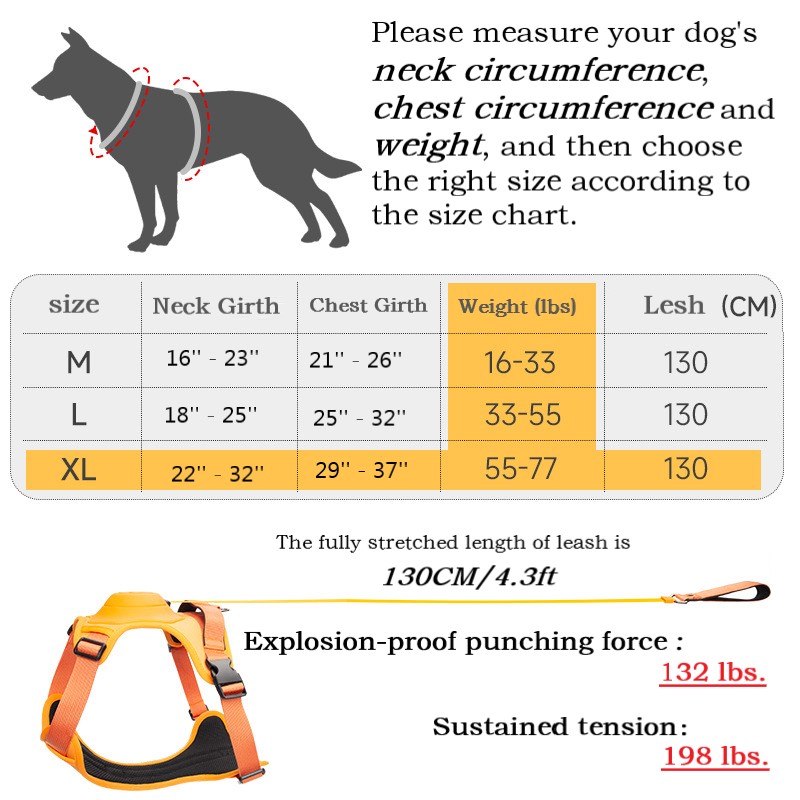 Please measure your dog's
neck circumference,
chest circumference and
weight, and then choose
the right size according to
the size chart.
size Neck Girth Chest Girth Weight (lbs) Lesh (CM)
M 16'' - 23'' 21'' - 26'' 16-33 130
L 18'' - 25'' 25'' - 32'' 33-55 130
XL 22'' - 32'' 29'' - 37'' 55-77 130
The fully stretched length of leash is
130CM/4.3ft
Explosion-proof punching force :
132 lbs.
Sustained tension:
198 lbs.